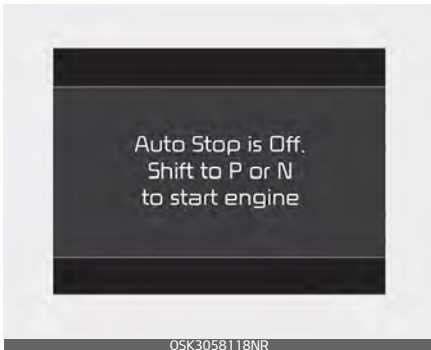 Auto Stop is Off.
Shift to P or N
to start engine
OSK3058118NR